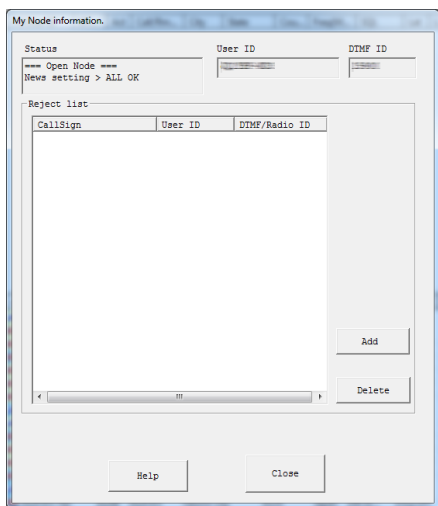 My Node information.
Status
User ID
DTMF ID
=== Open Node ===
News setting > ALL OK
Reject list
CallSign
User ID
DTMF/Radio ID
Add
Delete
Help
Close